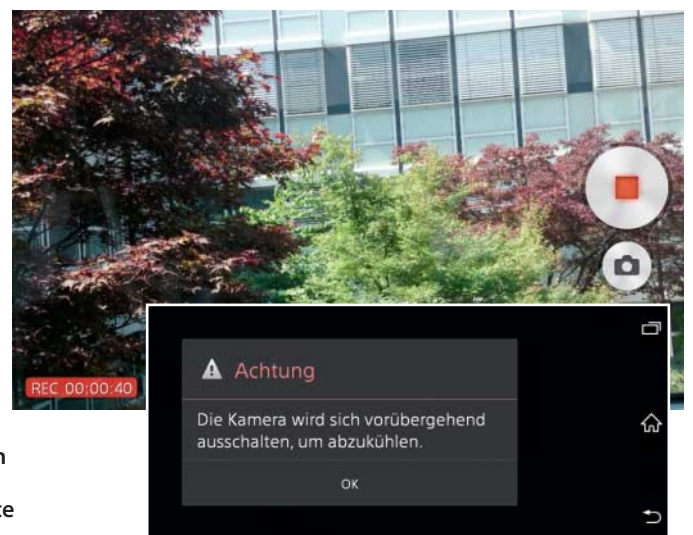 REC 00:00:40
Achtung
Die Kamera wird sich vorübergehend
ausschalten, um abzukühlen.
OK